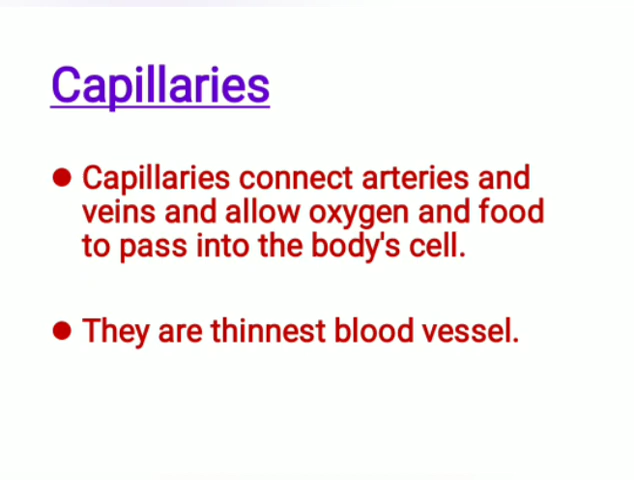 Capillaries
● Capillaries connect arteries and
veins and allow oxygen and food
to pass into the body's cell.
● They are thinnest blood vessel.